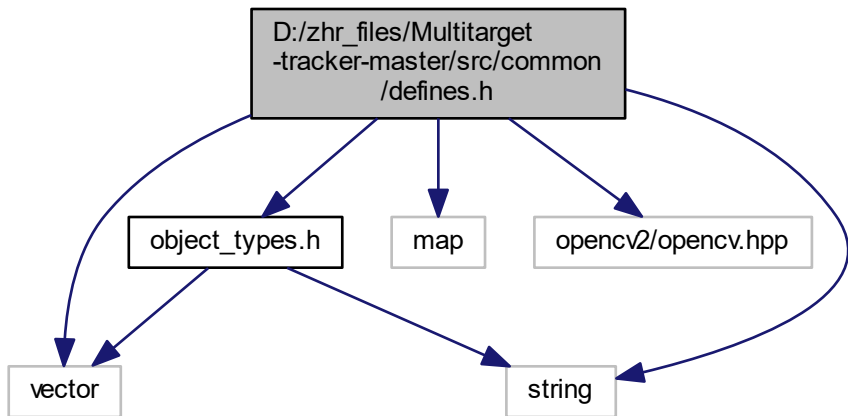 D:/zhr_files/Multitarget
-tracker-master/src/common
/defines.h
object_types.h
map
opencv2/opencv.hpp
vector
string